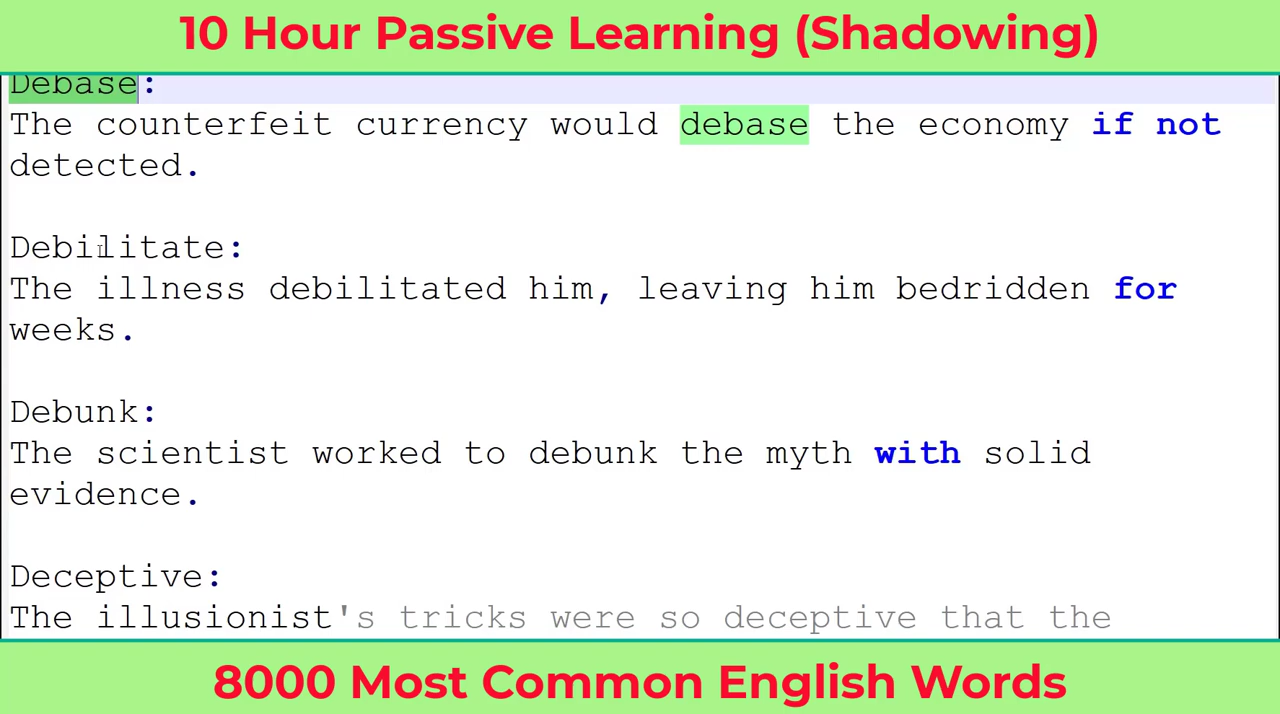 10 Hour Passive Learning (Shadowing)
Debase:
The counterfeit currency would debase the economy if not
detected.
Debilitate:
The illness debilitated him, leaving him bedridden for
weeks.
Debunk:
The scientist worked to debunk the myth with solid
evidence.
Deceptive:
The illusionist's tricks were so deceptive that the
8000 Most Common English Words